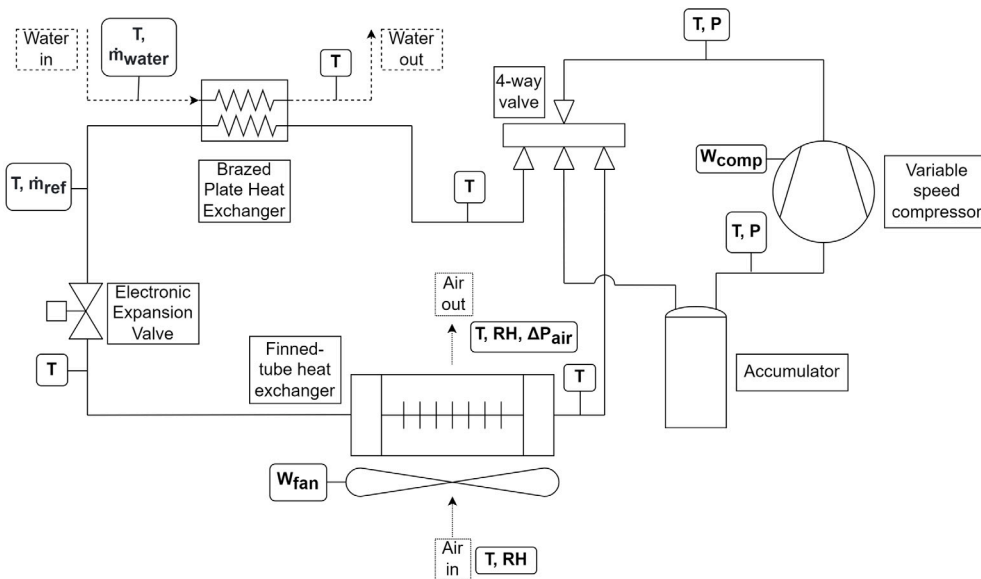 Water
in
T,
ṁwater
T
Water
out
T, P
4-way
valve
Brazed
Plate Heat
Exchanger
T, ṁref
T
Wcomp
Variable
speed
compressor
T, P
Electronic
Expansion
Valve
Air
out
T, RH, ΔPair
T
Finned-
tube heat
exchanger
T
Accumulator
Wfan
Air
in
T, RH